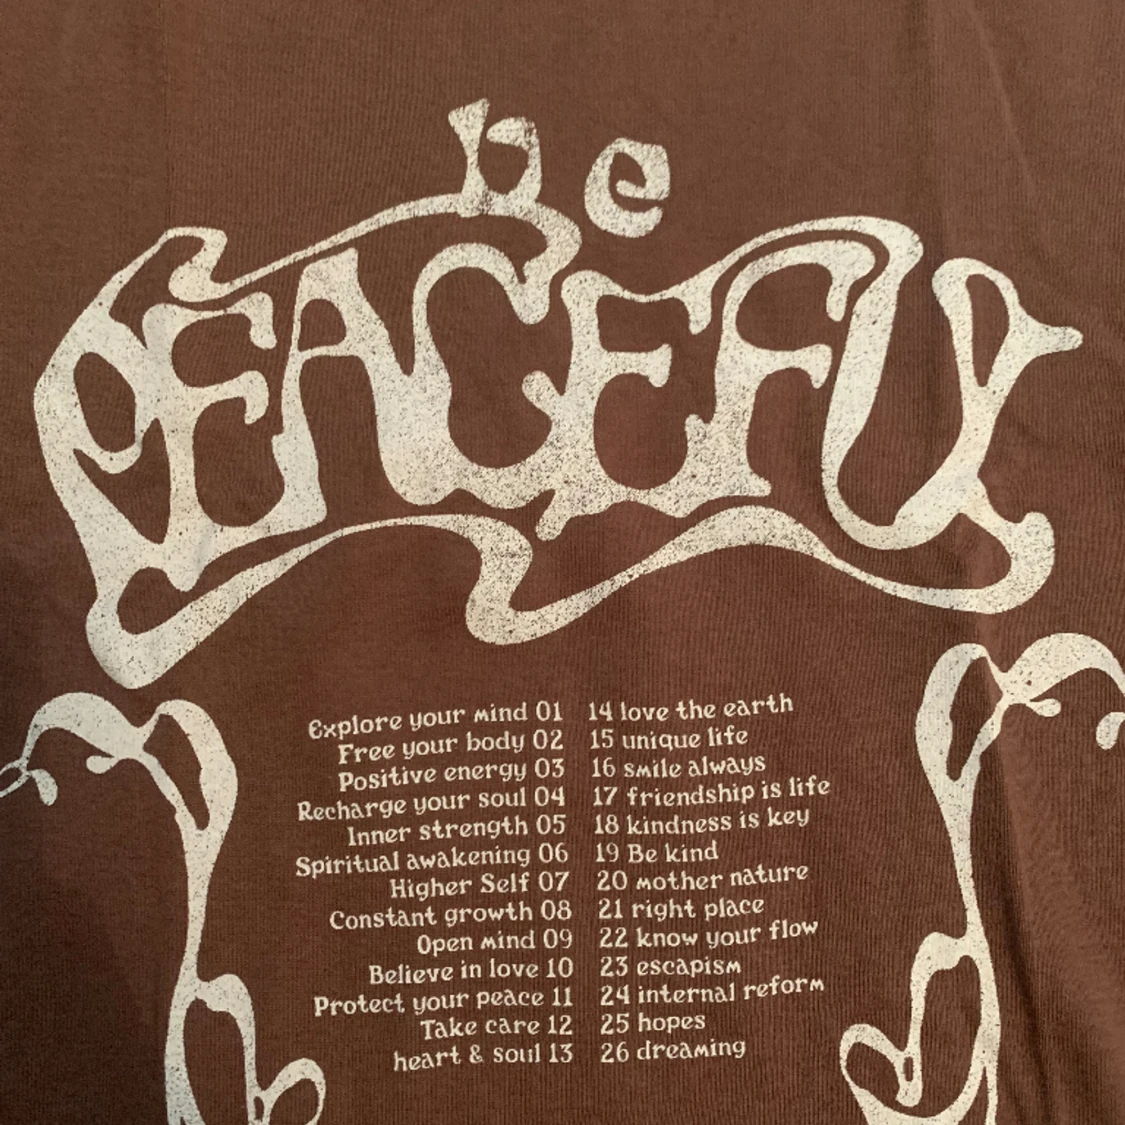 be
PEACEFUL
Explore your mind 01
Free your body 02
Positive energy 03
Recharge your soul 04
Inner strength 05
Spiritual awakening 06
Higher Self 07
Constant growth 08
Open mind 09
Believe in love 10
Protect your peace 11
Take care 12
heart & soul 13
14 love the earth
15 unique life
16 smile always
17 friendship is life
18 kindness is key
19 Be kind
20 mother nature
21 right place
22 know your flow
23 escapism
24 internal reform
25 hopes
26 dreaming